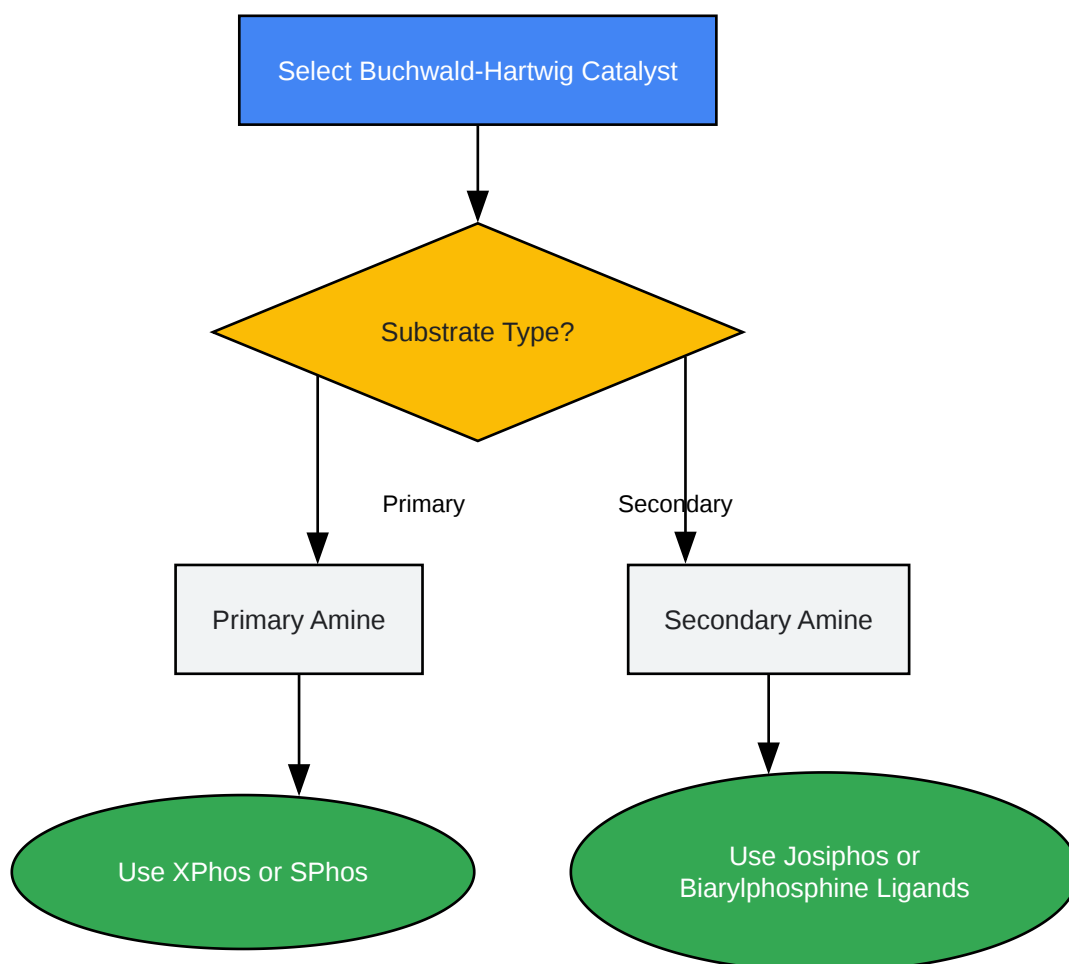 Select Buchwald-Hartwig Catalyst
Substrate Type?
Primary
Secondary
Primary Amine
Secondary Amine
Use XPhos or SPhos
Use Josiphos or
Biarylphosphine Ligands